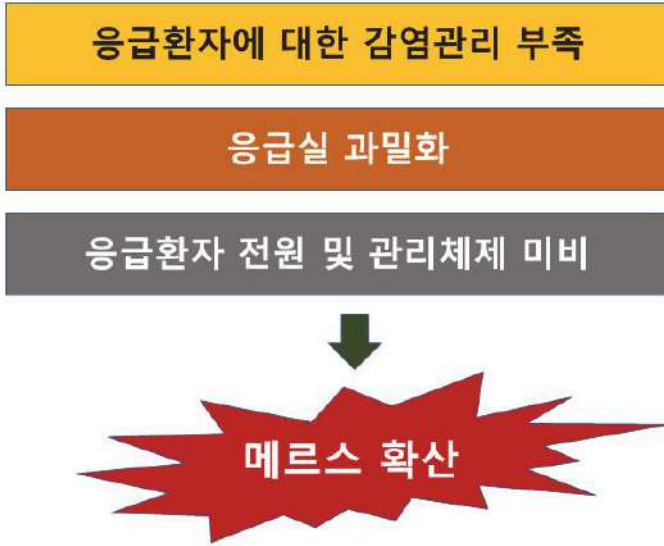 응급환자에 대한 감염관리 부족
응급실 과밀화
응급환자 전원 및 관리체제 미비
메르스 확산